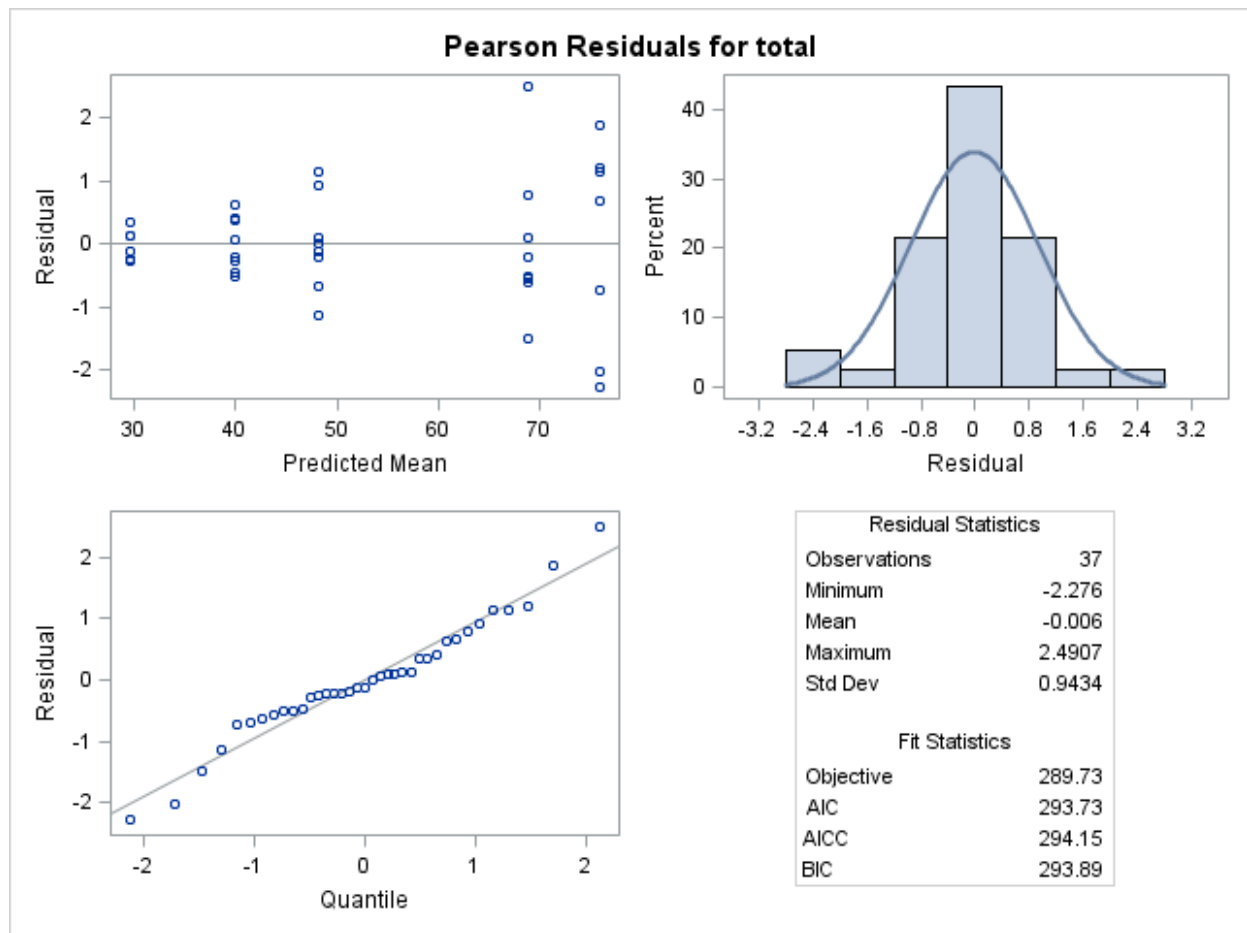 Pearson Residuals for total
2
1
0
-1
-2
Residual
30 40 50 60 70
Predicted Mean
40
30
20
10
0
Percent
-3.2 -2.4 -1.6 -0.8 0 0.8 1.6 2.4 3.2
Residual
2
1
0
-1
-2
Residual
-2 -1 0 1 2
Quantile
Residual Statistics
Observations 37
Minimum -2.276
Mean -0.006
Maximum 2.4907
Std Dev 0.9434
Fit Statistics
Objective 289.73
AIC 293.73
AICC 294.15
BIC 293.89